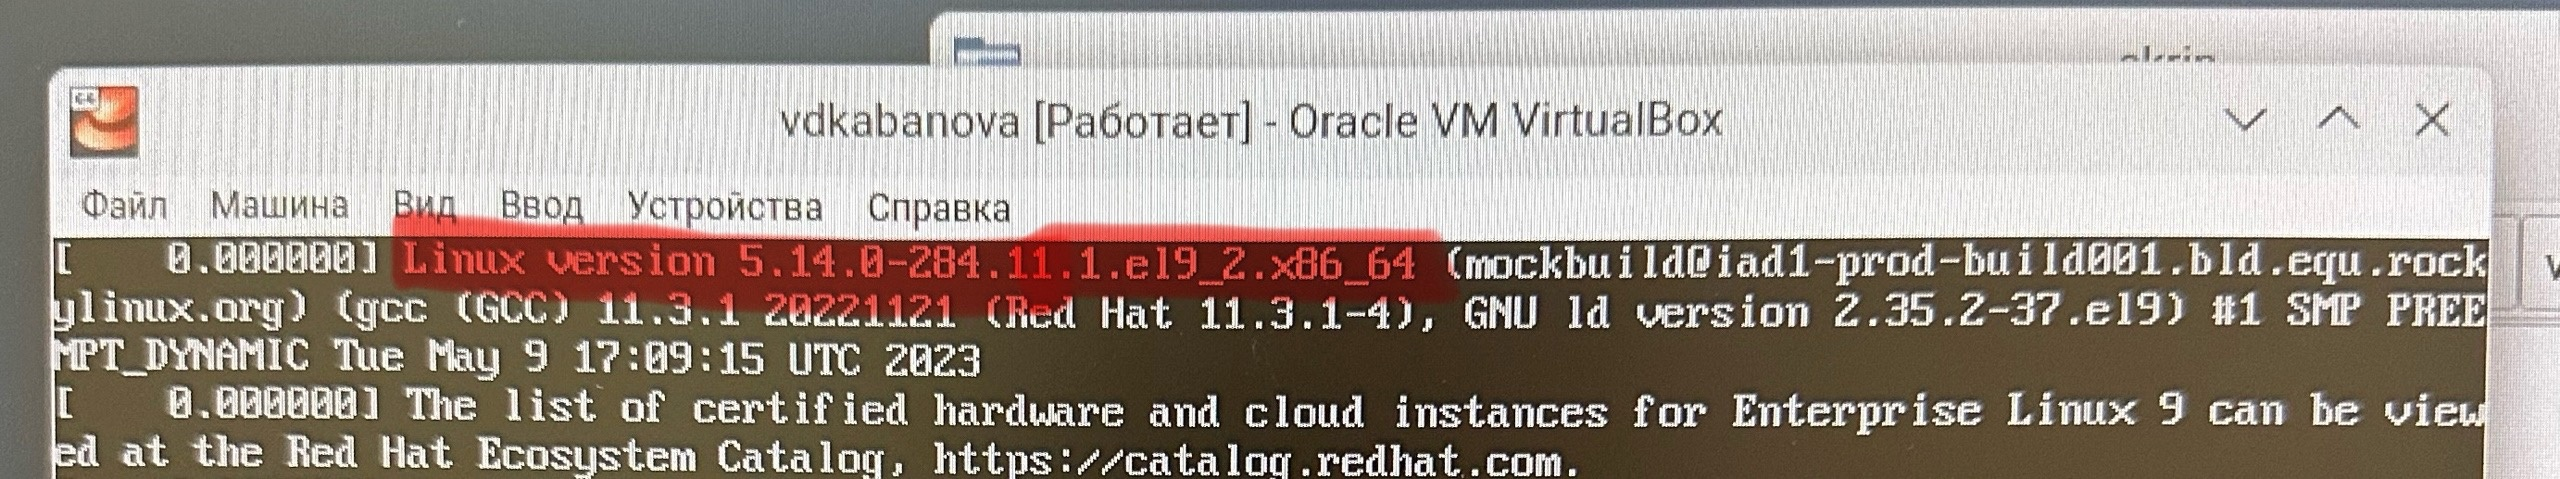 vdkabanova [Работает] - Oracle VM VirtualBox
Файл Машина Вид Ввод Устройства Справка
[    0.000000] Linux version 5.14.0-284.11.1.el9_2.x86_64 (mockbuild@iad1-prod-build001.bld.equ.rock
ylinux.org) (gcc (GCC) 11.3.1 20221121 (Red Hat 11.3.1-4), GNU ld version 2.35.2-37.el9) #1 SMP PREE
MPT_DYNAMIC Tue May 9 17:09:15 UTC 2023
[    0.000000] The list of certified hardware and cloud instances for Enterprise Linux 9 can be view
ed at the Red Hat Ecosystem Catalog, https://catalog.redhat.com.